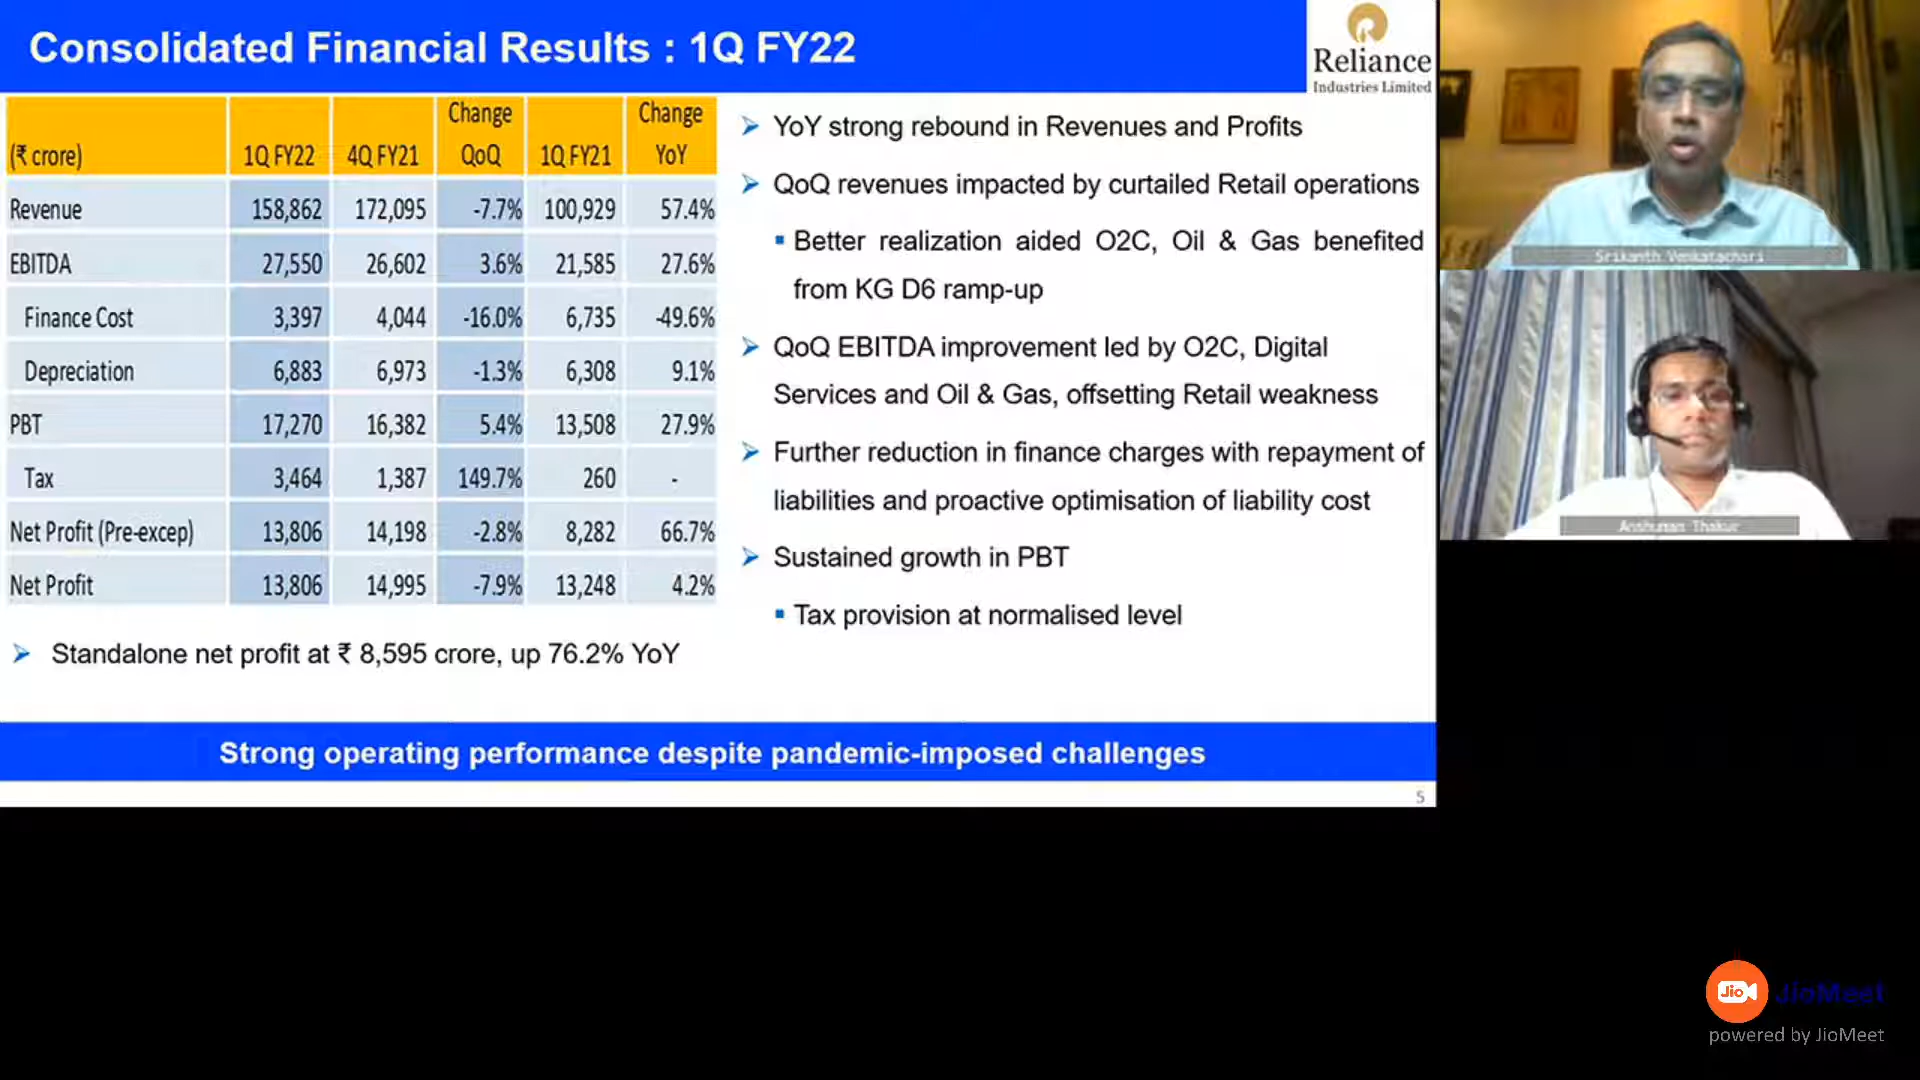 Consolidated Financial Results : 1Q FY22
Reliance
Industries Limited
(₹ crore) 1Q FY22 4Q FY21 Change QoQ 1Q FY21 Change YoY
Revenue 158,862 172,095 -7.7% 100,929 57.4%
EBITDA 27,550 26,602 3.6% 21,585 27.6%
Finance Cost 3,397 4,044 -16.0% 6,735 -49.6%
Depreciation 6,883 6,973 -1.3% 6,308 9.1%
PBT 17,270 16,382 5.4% 13,508 27.9%
Tax 3,464 1,387 149.7% 260 -
Net Profit (Pre-excep) 13,806 14,198 -2.8% 8,282 66.7%
Net Profit 13,806 14,995 -7.9% 13,248 4.2%
➢ Standalone net profit at ₹ 8,595 crore, up 76.2% YoY
➢ YoY strong rebound in Revenues and Profits
➢ QoQ revenues impacted by curtailed Retail operations
▪ Better realization aided O2C, Oil & Gas benefited
from KG D6 ramp-up
➢ QoQ EBITDA improvement led by O2C, Digital
Services and Oil & Gas, offsetting Retail weakness
➢ Further reduction in finance charges with repayment of
liabilities and proactive optimisation of liability cost
➢ Sustained growth in PBT
▪ Tax provision at normalised level
Strong operating performance despite pandemic-imposed challenges
5
Srikanth Venkatachari
Anshuman Thakur
Jio JioMeet
powered by JioMeet